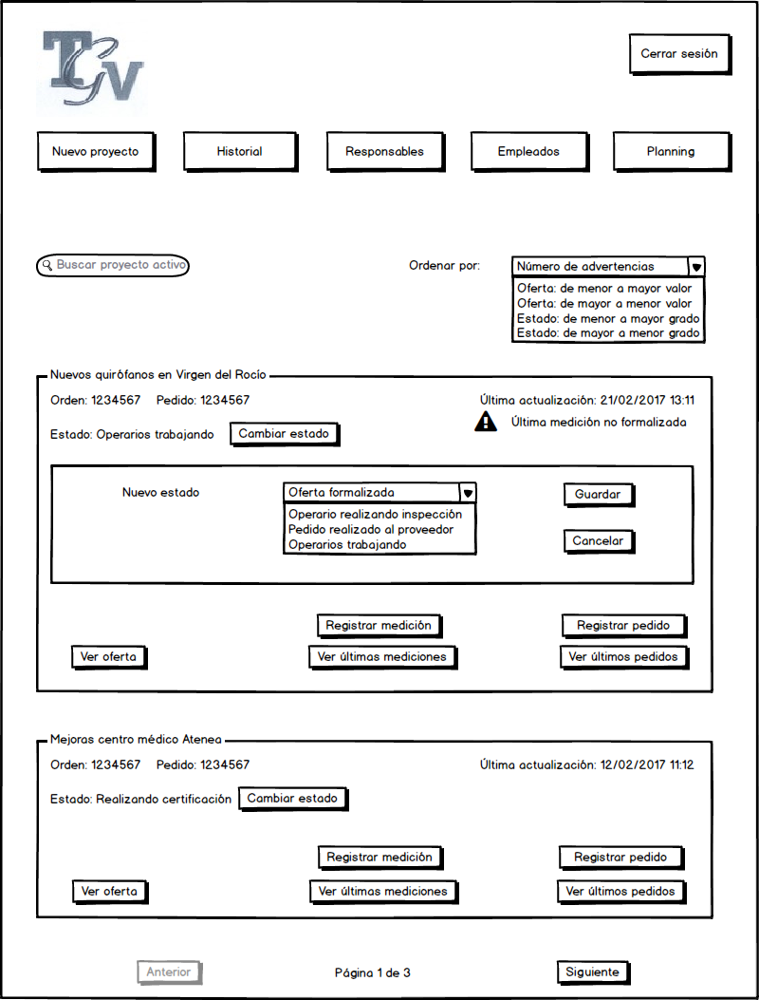 TGV
Cerrar sesión
Nuevo proyecto
Historial
Responsables
Empleados
Planning
Buscar proyecto activo
Ordenar por:
Número de advertencias
Oferta: de menor a mayor valor
Oferta: de mayor a menor valor
Estado: de menor a mayor grado
Estado: de mayor a menor grado
Nuevos quirófanos en Virgen del Rocío
Orden: 1234567 Pedido: 1234567
Última actualización: 21/02/2017 13:11
Última medición no formalizada
Estado: Operarios trabajando
Cambiar estado
Nuevo estado
Oferta formalizada
Operario realizando inspección
Pedido realizado al proveedor
Operarios trabajando
Guardar
Cancelar
Registrar medición
Registrar pedido
Ver oferta
Ver últimas mediciones
Ver últimos pedidos
Mejoras centro médico Atenea
Orden: 1234567 Pedido: 1234567
Última actualización: 12/02/2017 11:12
Estado: Realizando certificación
Cambiar estado
Registrar medición
Registrar pedido
Ver oferta
Ver últimas mediciones
Ver últimos pedidos
Anterior
Página 1 de 3
Siguiente